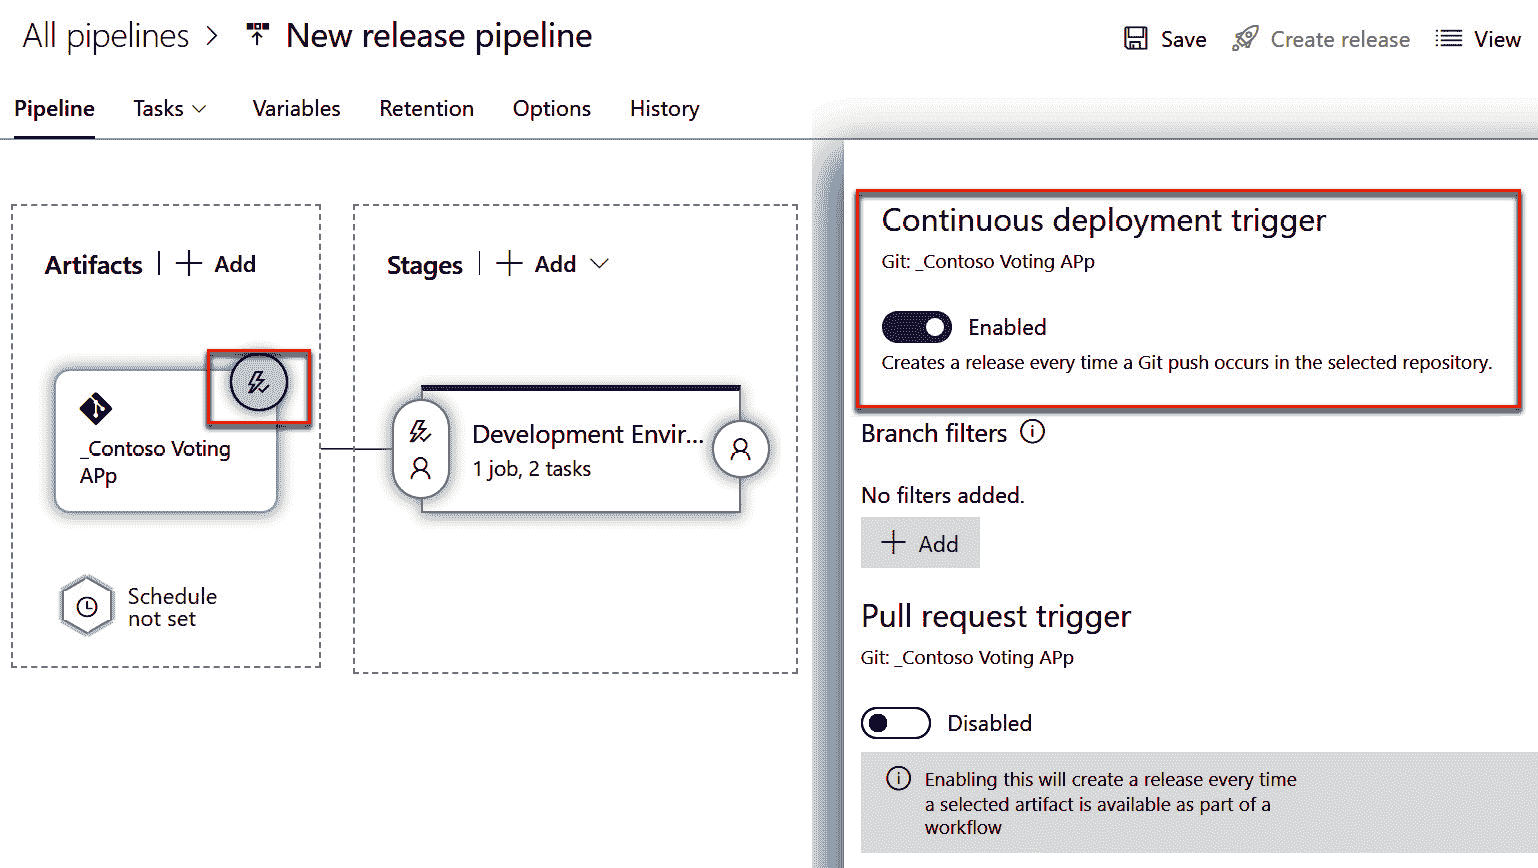 All pipelines > New release pipeline
Save Create release View
Pipeline Tasks Variables Retention Options History
Artifacts | + Add
_Contoso Voting
APp
Schedule
not set
Stages | + Add
Development Envir...
1 job, 2 tasks
Continuous deployment trigger
Git: _Contoso Voting APp
Enabled
Creates a release every time a Git push occurs in the selected repository.
Branch filters
No filters added.
+ Add
Pull request trigger
Git: _Contoso Voting APp
Disabled
Enabling this will create a release every time
a selected artifact is available as part of a
workflow